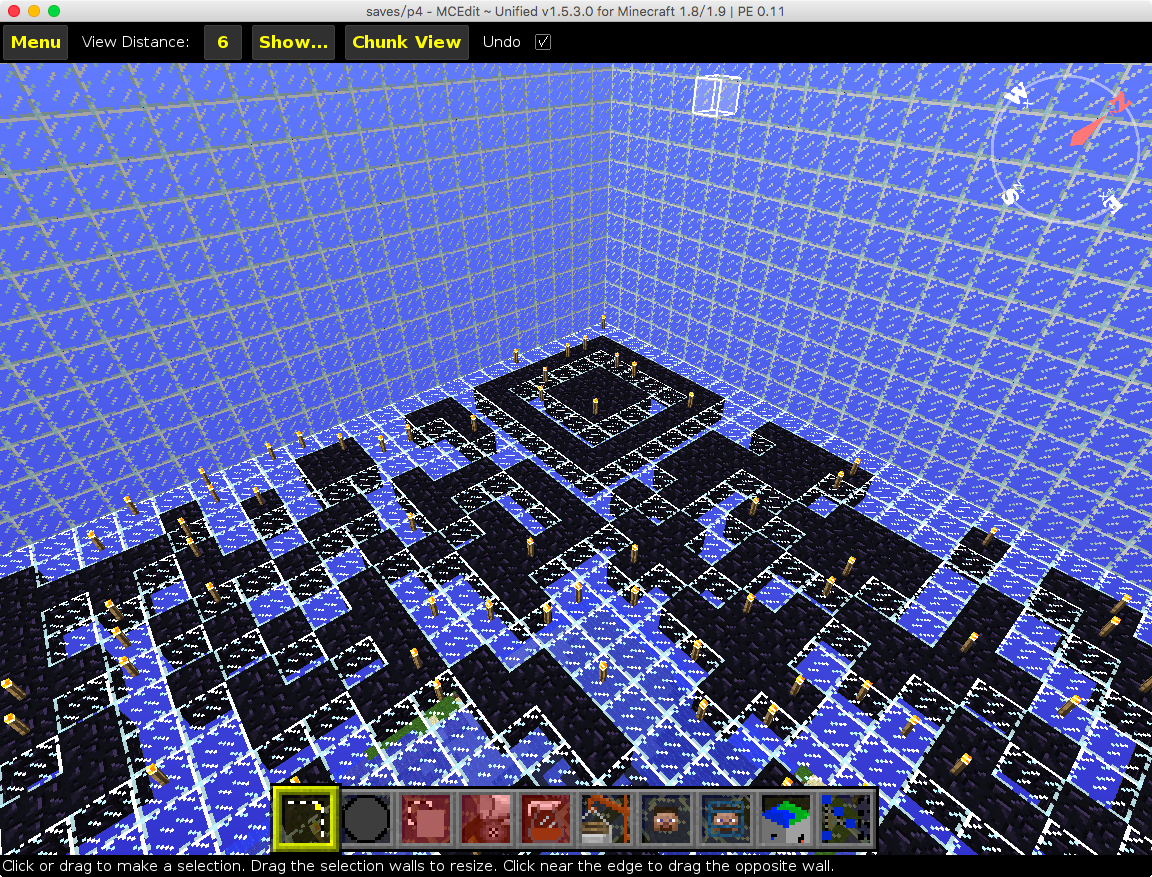 saves/p4 - MCEdit ~ Unified v1.5.3.0 for Minecraft 1.8/1.9 | PE 0.11
Menu View Distance: 6 Show... Chunk View Undo
W
N
S
E
Click or drag to make a selection. Drag the selection walls to resize. Click near the edge to drag the opposite wall.